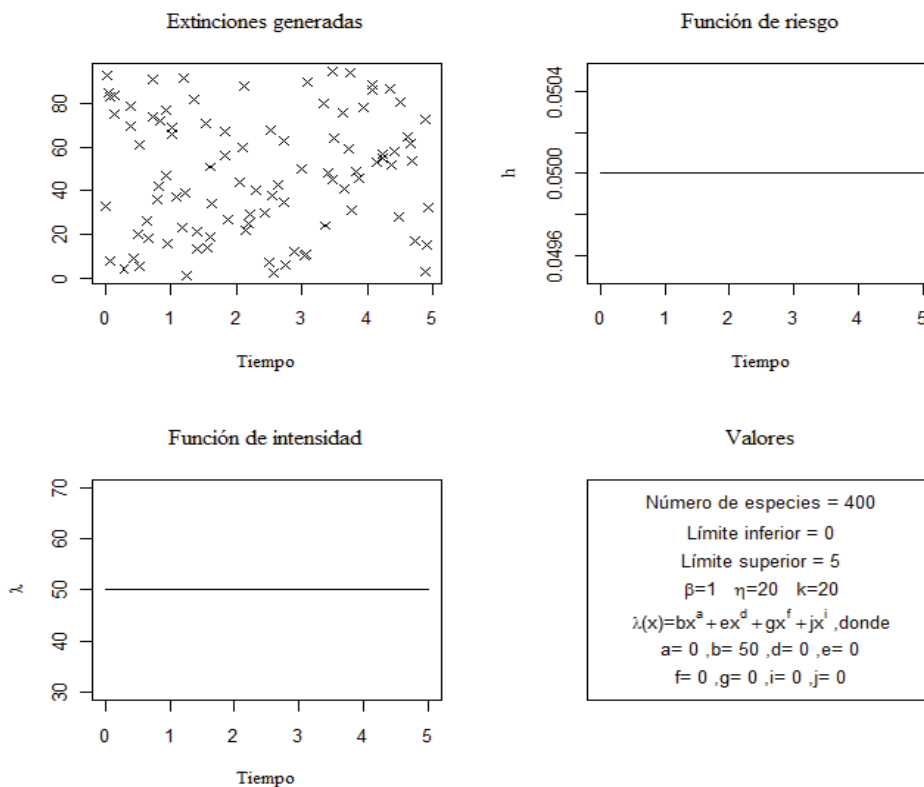 Extinciones generadas
80
60
40
20
0
0 1 2 3 4 5
Tiempo
Función de riesgo
h
0.0504
0.0500
0.0496
0 1 2 3 4 5
Tiempo
Función de intensidad
λ
70
60
50
40
30
0 1 2 3 4 5
Tiempo
Valores
Número de especies = 400
Límite inferior = 0
Límite superior = 5
β=1 η=20 k=20
λ(x)=bx^a+ex^d+gx^f+jx^i ,donde
a= 0 ,b= 50 ,d= 0 ,e= 0
f= 0 ,g= 0 ,i= 0 ,j= 0